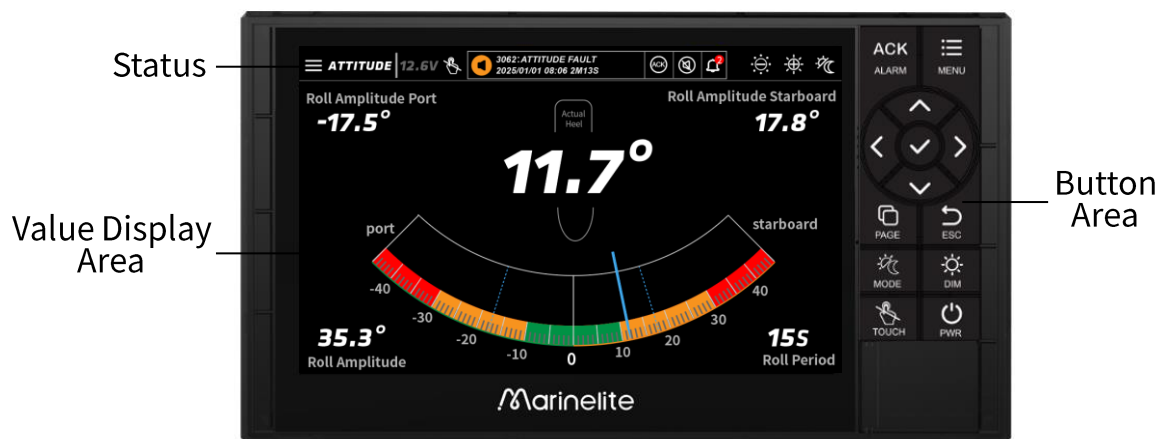 Status
ATTITUDE 12.6V
3062:ATTITUDE FAULT
2025/01/01 08:06 2M13S
ACK
2
Roll Amplitude Port
-17.5°
Actual
Heel
Roll Amplitude Starboard
17.8°
11.7°
port
starboard
-40
-30
-20
-10
0
10
20
30
40
35.3°
Roll Amplitude
15S
Roll Period
Marinelite
ACK
ALARM
MENU
PAGE
ESC
MODE
DIM
TOUCH
PWR
Value Display
Area
Button
Area